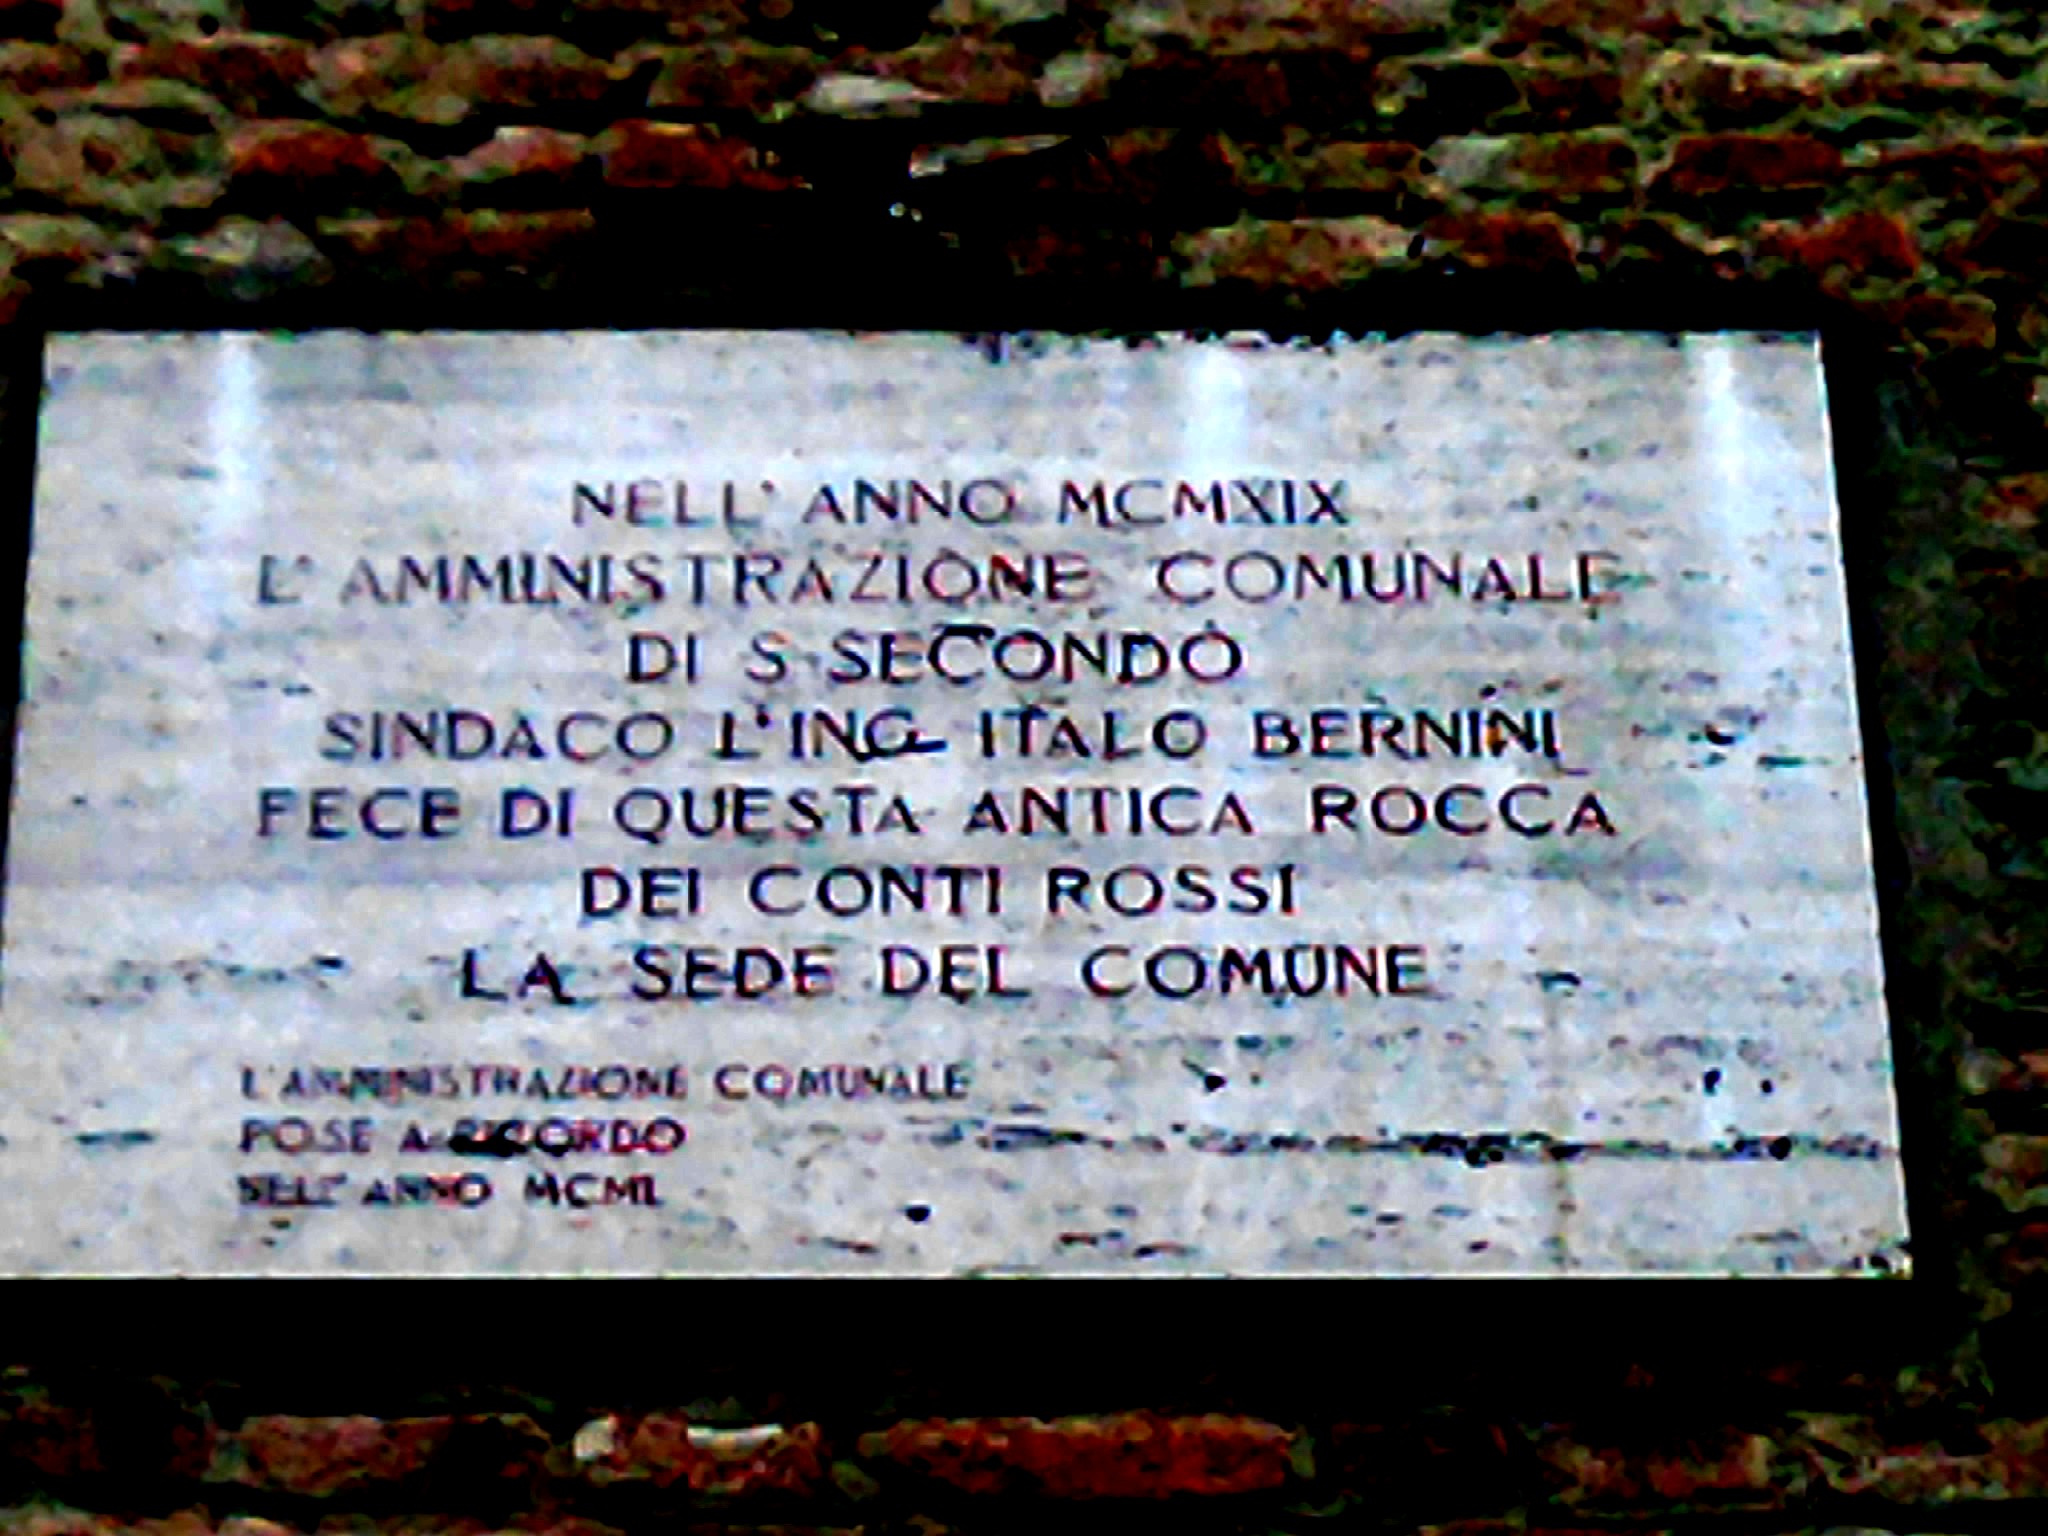 NELL' ANNO MCMXIX
L'AMMINISTRAZIONE COMUNALE
DI S SECONDO
SINDACO L'ING ITALO BERNINI
FECE DI QUESTA ANTICA ROCCA
DEI CONTI ROSSI
LA SEDE DEL COMUNE
L'AMMINISTRAZIONE COMUNALE
POSE A RICORDO
NELL'ANNO MCML